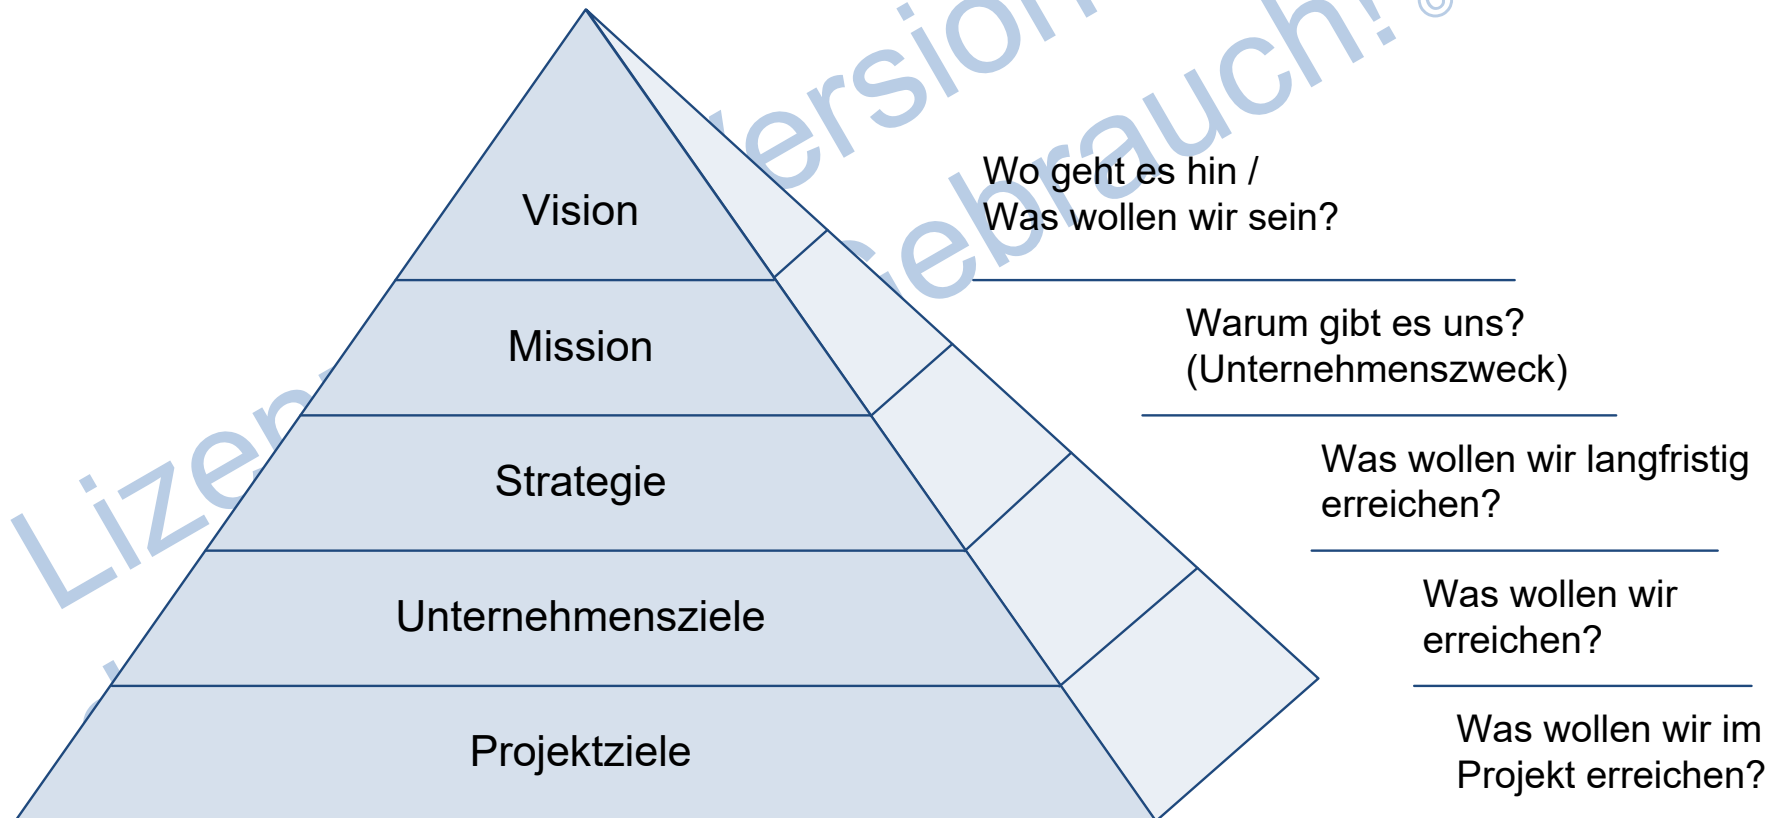 Vision
Wo geht es hin /
Was wollen wir sein?
Mission
Warum gibt es uns?
(Unternehmenszweck)
Strategie
Was wollen wir langfristig
erreichen?
Unternehmensziele
Was wollen wir
erreichen?
Projektziele
Was wollen wir im
Projekt erreichen?
Gebrauch! ©